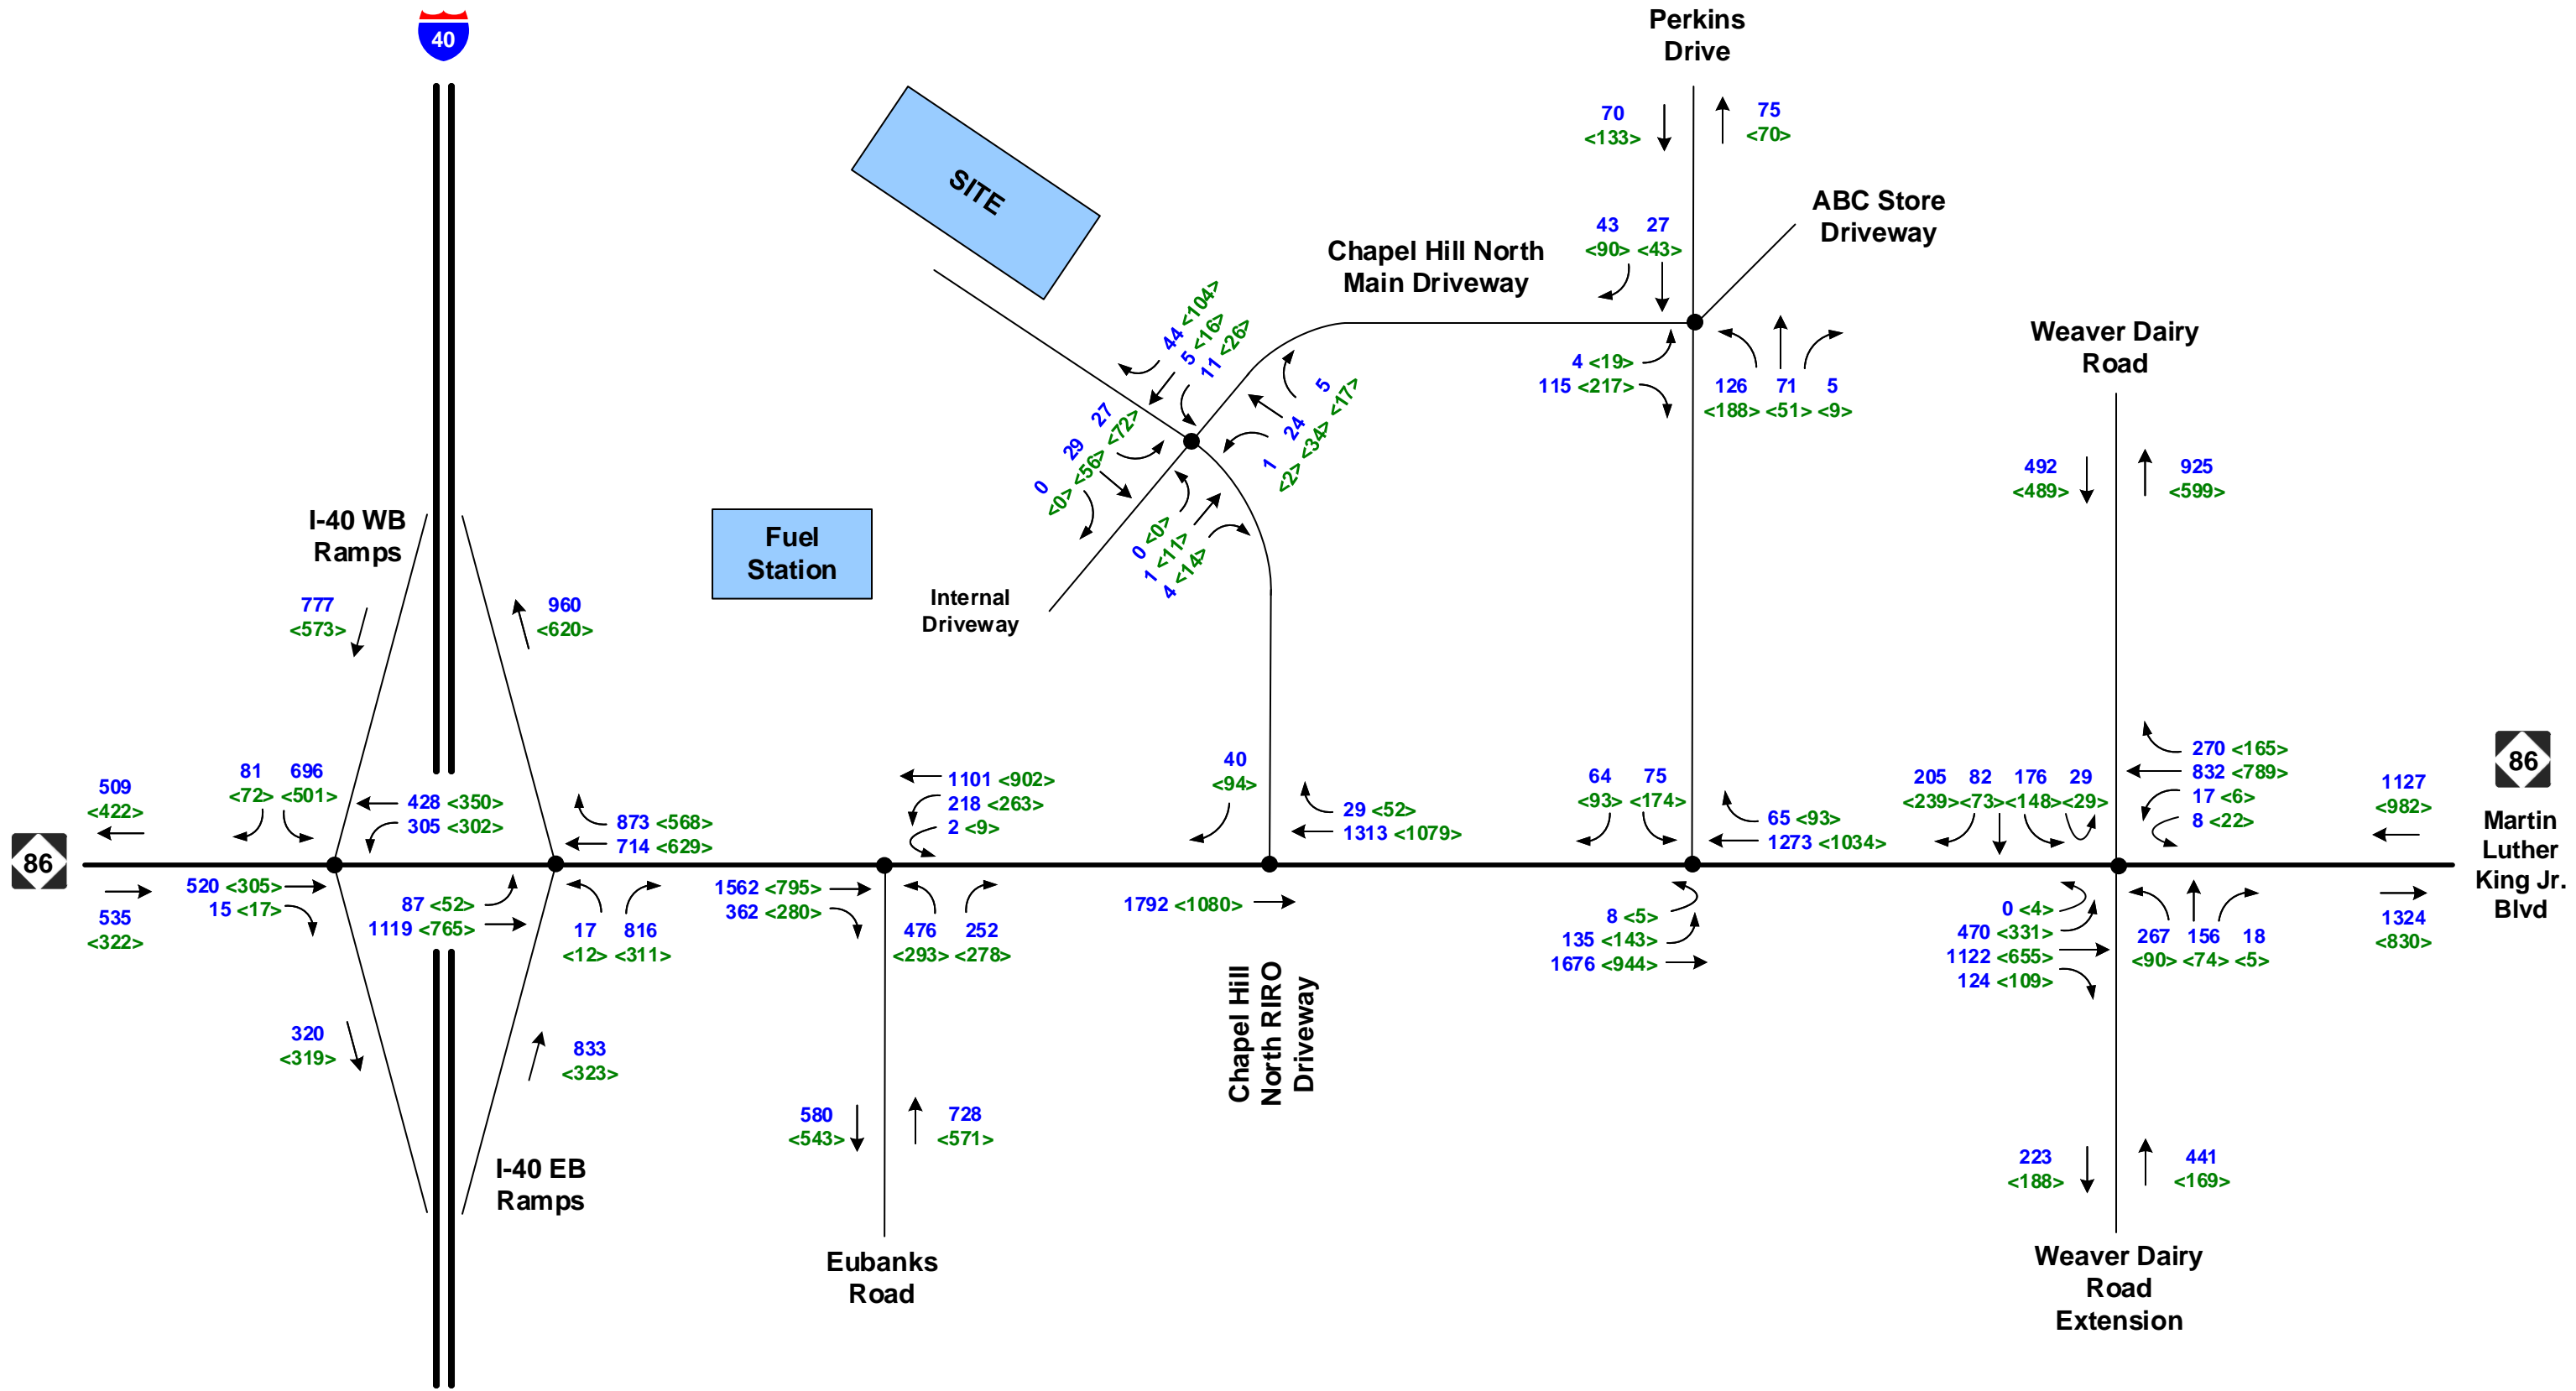 40
Perkins
Drive
70
<133>
75
<70>
SITE
ABC Store
Driveway
Chapel Hill North
Main Driveway
43 27
<90> <43>
44 <104>
5 <16>
11 <26>
4 <19>
115 <217>
126 71 5
<188> <51> <9>
Weaver Dairy
Road
27
<72>
29
<56>
0
<0>
5
<17>
24
<34>
1
<2>
0 <0>
1 <11>
4 <14>
492
<489>
925
<599>
I-40 WB
Ramps
Fuel
Station
Internal
Driveway
777
<573>
960
<620>
509
<422>
81 696
<72> <501>
428 <350>
305 <302>
873 <568>
714 <629>
1101 <902>
218 <263>
2 <9>
40
<94>
29 <52>
1313 <1079>
64 75
<93> <174>
65 <93>
1273 <1034>
205 82 176 29
<239> <73> <148> <29>
270 <165>
832 <789>
17 <6>
8 <22>
1127
<982>
86
Martin
Luther
King Jr.
Blvd
86
535
<322>
520 <305>
15 <17>
87 <52>
1119 <765>
17 816
<12> <311>
1562 <795>
362 <280>
476 252
<293> <278>
1792 <1080>
8 <5>
135 <143>
1676 <944>
0 <4>
470 <331>
1122 <655>
124 <109>
267 156 18
<90> <74> <5>
1324
<830>
Chapel Hill
North RIRO
Driveway
320
<319>
833
<323>
580
<543>
728
<571>
I-40 EB
Ramps
223
<188>
441
<169>
Eubanks
Road
Weaver Dairy
Road
Extension